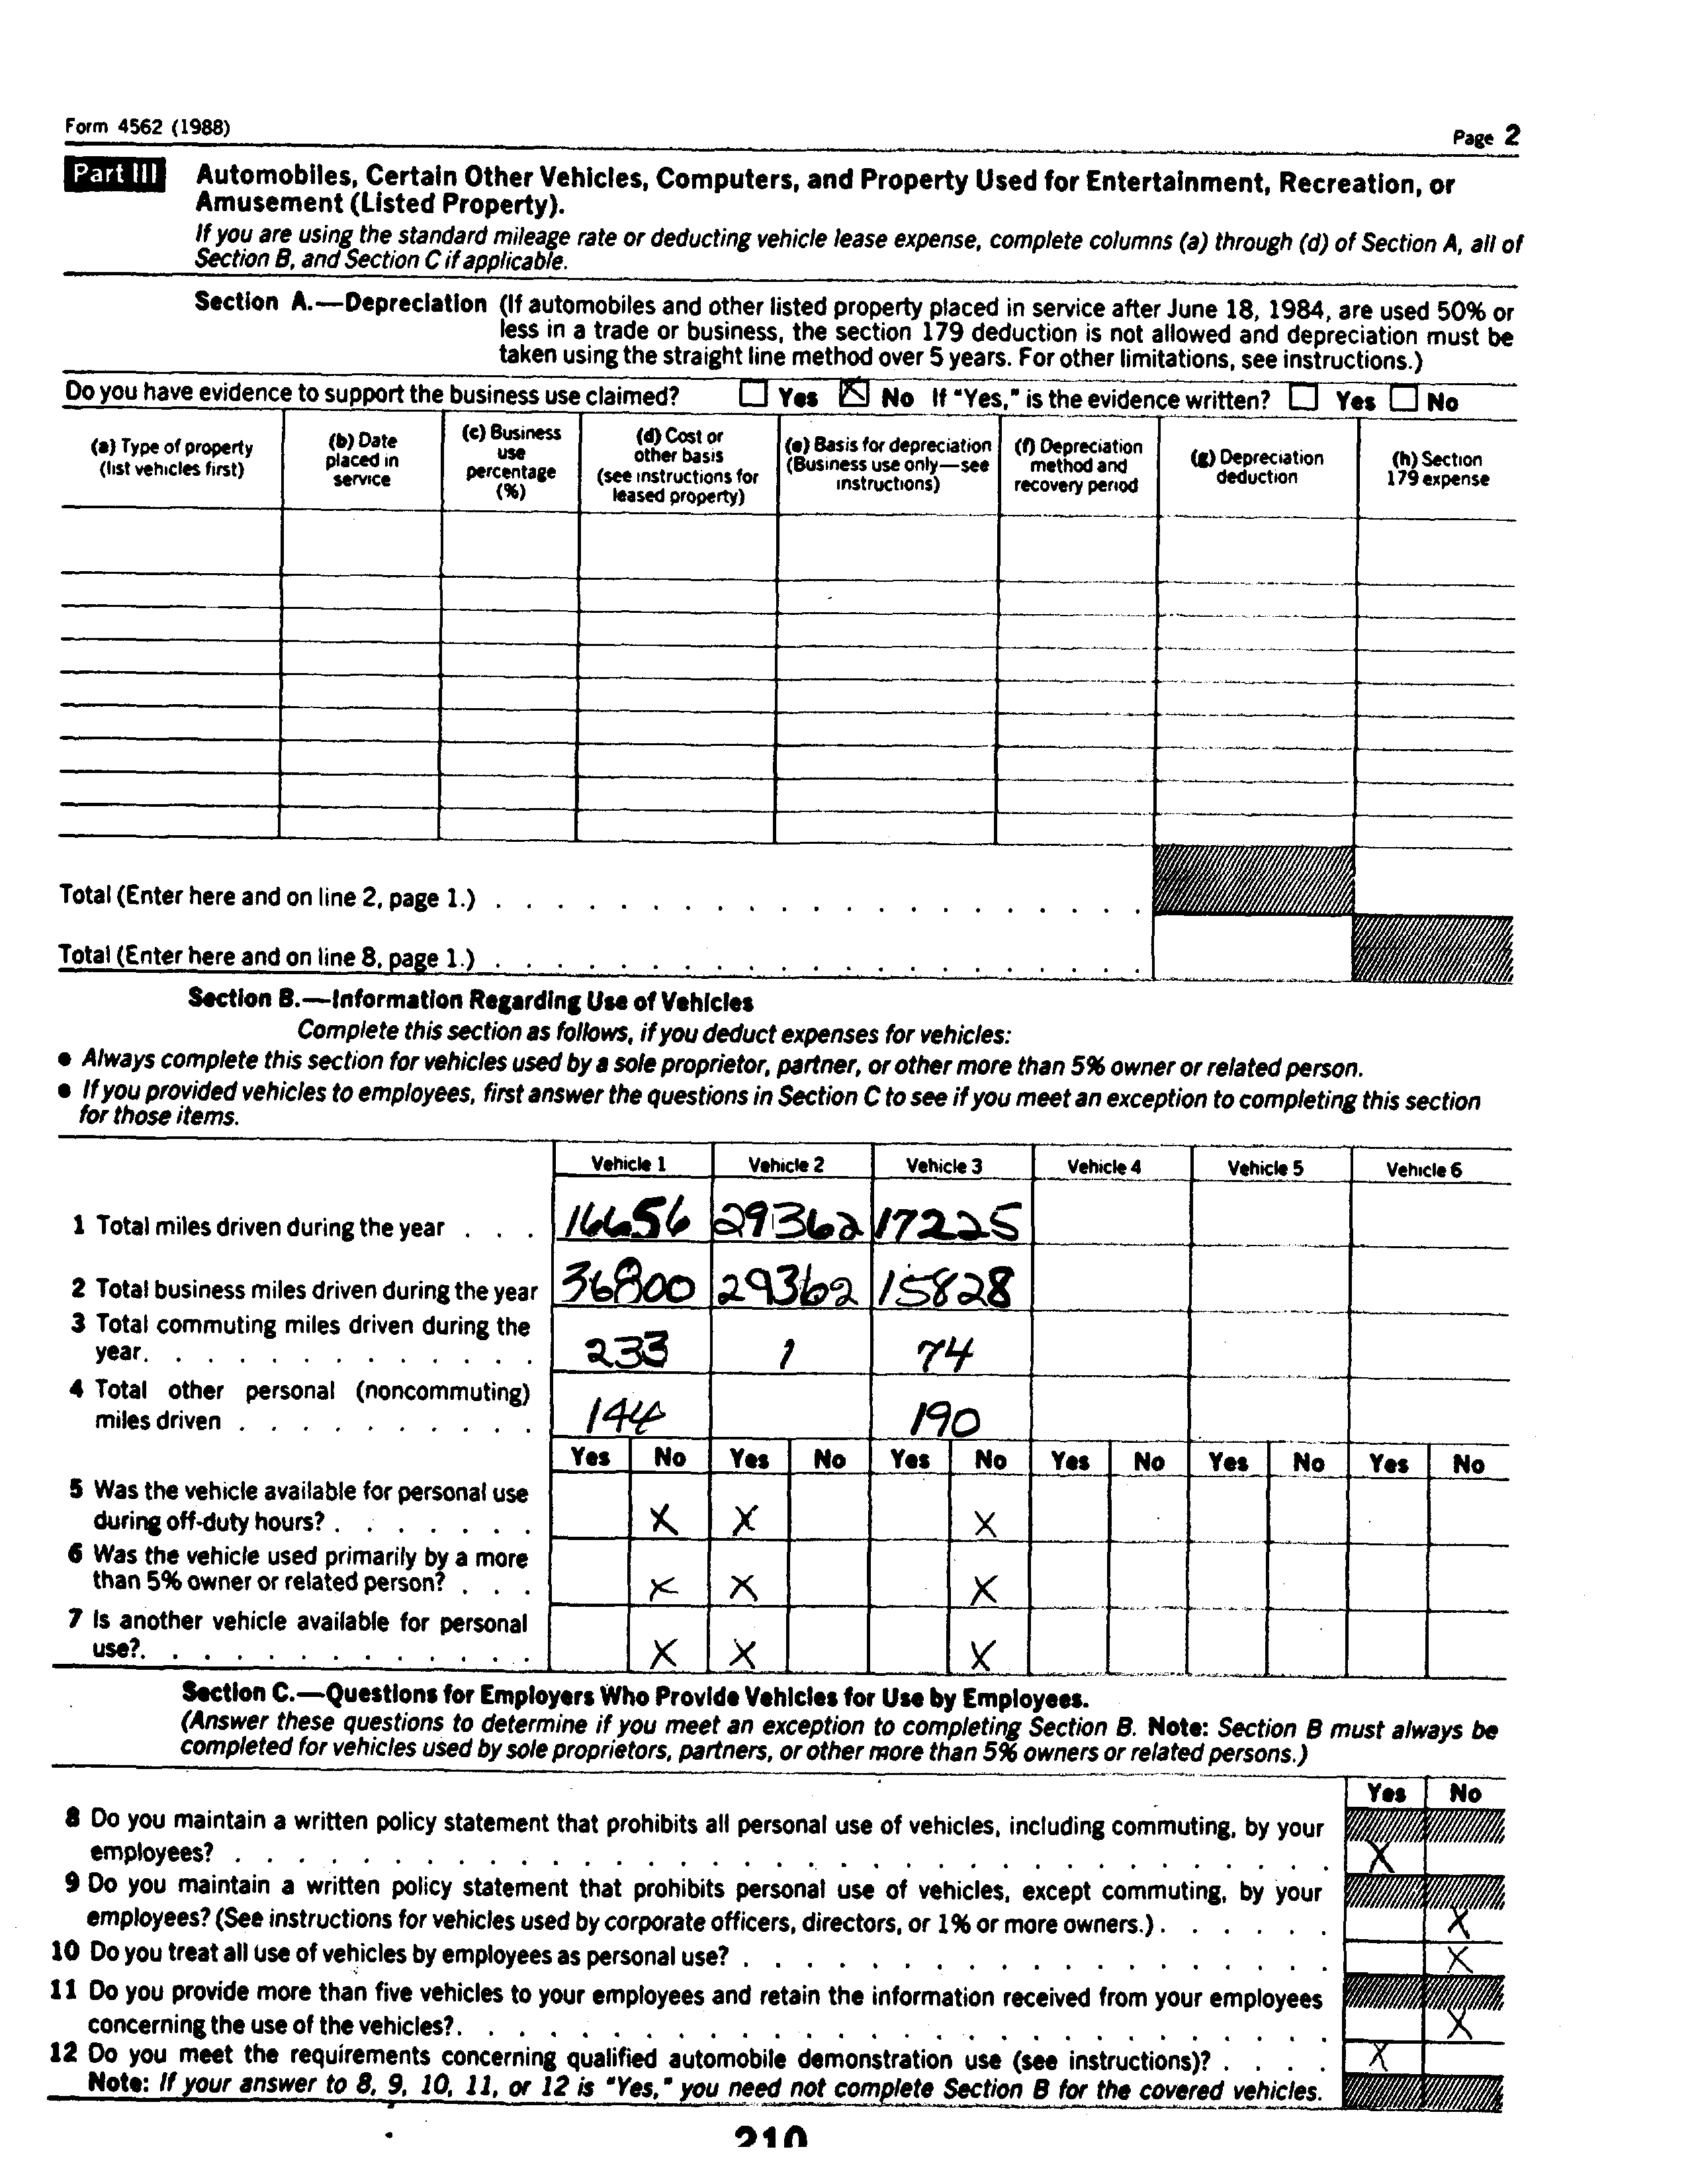 Form 4562 (1988)
Page 2
Part III Automobiles, Certain Other Vehicles, Computers, and Property Used for Entertainment, Recreation, or
Amusement (Listed Property).
If you are using the standard mileage rate or deducting vehicle lease expense, complete columns (a) through (d) of Section A, all of
Section B, and Section C if applicable.
Section A.—Depreciation (If automobiles and other listed property placed in service after June 18, 1984, are used 50% or
less in a trade or business, the section 179 deduction is not allowed and depreciation must be
taken using the straight line method over 5 years. For other limitations, see instructions.)
Do you have evidence to support the business use claimed? Yes X No If "Yes," is the evidence written? Yes No
(a) Type of property
(list vehicles first)
(b) Date
placed in
service
(c) Business
use
percentage
(%)
(d) Cost or
other basis
(see instructions for
leased property)
(e) Basis for depreciation
(Business use only—see
instructions)
(f) Depreciation
method and
recovery period
(g) Depreciation
deduction
(h) Section
179 expense
Total (Enter here and on line 2, page 1.) . . . . . . . . . . . . . . . . . . . . .
Total (Enter here and on line 8, page 1.) . . . . . . . . . . . . . . . . . . . . .
Section B.—Information Regarding Use of Vehicles
Complete this section as follows, if you deduct expenses for vehicles:
● Always complete this section for vehicles used by a sole proprietor, partner, or other more than 5% owner or related person.
● If you provided vehicles to employees, first answer the questions in Section C to see if you meet an exception to completing this section
for those items.
Vehicle 1 Vehicle 2 Vehicle 3 Vehicle 4 Vehicle 5 Vehicle 6
1 Total miles driven during the year . . . 16656 29362 17225
2 Total business miles driven during the year 36800 29362 15828
3 Total commuting miles driven during the
year. . . . . . . . . . . . . 233 1 74
4 Total other personal (noncommuting)
miles driven . . . . . . . . . . 144 190
Yes No Yes No Yes No Yes No Yes No Yes No
5 Was the vehicle available for personal use
during off-duty hours? . . . . . . . X X X
6 Was the vehicle used primarily by a more
than 5% owner or related person? . . . X X X
7 Is another vehicle available for personal
use?. . . . . . . . . . . . . X X X
Section C.—Questions for Employers Who Provide Vehicles for Use by Employees.
(Answer these questions to determine if you meet an exception to completing Section B. Note: Section B must always be
completed for vehicles used by sole proprietors, partners, or other more than 5% owners or related persons.)
Yes No
8 Do you maintain a written policy statement that prohibits all personal use of vehicles, including commuting, by your
employees? . . . . . . . . . . . . . . . . . . . . . . . . . . . . . . . . . . . X
9 Do you maintain a written policy statement that prohibits personal use of vehicles, except commuting, by your
employees? (See instructions for vehicles used by corporate officers, directors, or 1% or more owners.) . . . . . . X
10 Do you treat all use of vehicles by employees as personal use? . . . . . . . . . . . . . . . . . . . X
11 Do you provide more than five vehicles to your employees and retain the information received from your employees
concerning the use of the vehicles?. . . . . . . . . . . . . . . . . . . . . . . . . . . . X
12 Do you meet the requirements concerning qualified automobile demonstration use (see instructions)? . . . . X
Note: If your answer to 8, 9, 10, 11, or 12 is "Yes," you need not complete Section B for the covered vehicles.
210